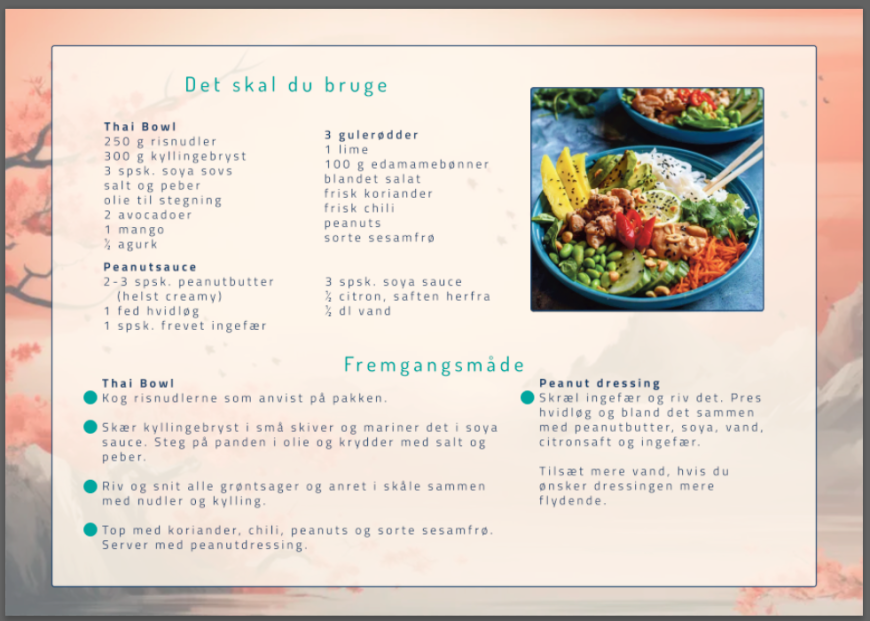 Det skal du bruge
Thai Bowl
250 g risnudler
300 g kyllingebryst
3 spsk. soya sovs
salt og peber
olie til stegning
2 avocadoer
1 mango
½ agurk
3 gulerødder
1 lime
100 g edamamebønner
blandet salat
frisk koriander
frisk chili
peanuts
sorte sesamfrø
Peanutsauce
2-3 spsk. peanutbutter
(helst creamy)
1 fed hvidløg
1 spsk. frevet ingefær
3 spsk. soya sauce
½ citron, saften herfra
½ dl vand
Fremgangsmåde
Thai Bowl
Kog risnudlerne som anvist på pakken.
Skær kyllingebryst i små skiver og mariner det i soya
sauce. Steg på panden i olie og krydder med salt og
peber.
Riv og snit alle grøntsager og anret i skåle sammen
med nudler og kylling.
Top med koriander, chili, peanuts og sorte sesamfrø.
Server med peanutdressing.
Peanut dressing
Skræl ingefær og riv det. Pres
hvidløg og bland det sammen
med peanutbutter, soya, vand,
citronsaft og ingefær.
Tilsæt mere vand, hvis du
ønsker dressingen mere
flydende.